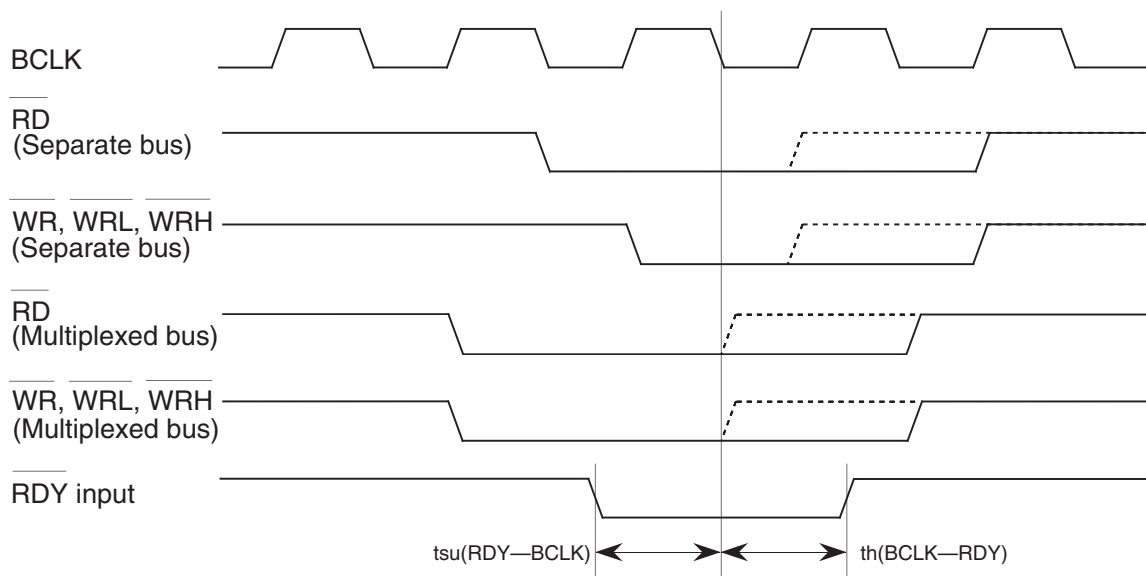 BCLK
RD
(Separate bus)
WR, WRL, WRH
(Separate bus)
RD
(Multiplexed bus)
WR, WRL, WRH
(Multiplexed bus)
RDY input
tsu(RDY—BCLK)
th(BCLK—RDY)